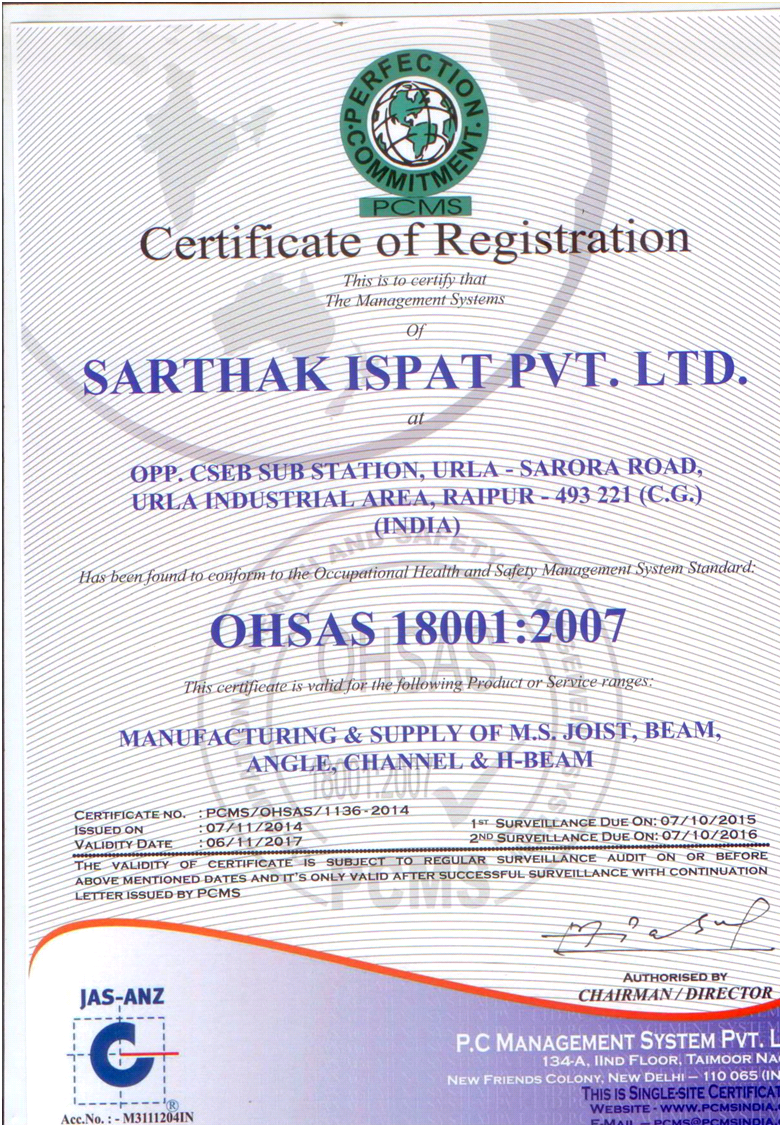 PERFECTION
COMMITMENT
PCMS
Certificate of Registration
This is to certify that
The Management Systems
Of
SARTHAK ISPAT PVT. LTD.
at
OPP. CSEB SUB STATION, URLA - SARORA ROAD,
URLA INDUSTRIAL AREA, RAIPUR - 493 221 (C.G.)
(INDIA)
Has been found to conform to the Occupational Health and Safety Management System Standard:
OHSAS 18001:2007
This certificate is valid for the following Product or Service ranges:
MANUFACTURING & SUPPLY OF M.S. JOIST, BEAM,
ANGLE, CHANNEL & H-BEAM
OHSAS
18001:2007
CERTIFICATE NO. : PCMS/OHSAS/1136-2014
ISSUED ON : 07/11/2014
VALIDITY DATE : 06/11/2017
1ST SURVEILLANCE DUE ON: 07/10/2015
2ND SURVEILLANCE DUE ON: 07/10/2016
THE VALIDITY OF CERTIFICATE IS SUBJECT TO REGULAR SURVEILLANCE AUDIT ON OR BEFORE
ABOVE MENTIONED DATES AND IT'S ONLY VALID AFTER SUCCESSFUL SURVEILLANCE WITH CONTINUATION
LETTER ISSUED BY PCMS
PCMS
AUTHORISED BY
CHAIRMAN / DIRECTOR
JAS-ANZ
®
Acc.No. : - M3111204IN
P.C MANAGEMENT SYSTEM PVT. L
134-A, IIND FLOOR, TAIMOOR NA
NEW FRIENDS COLONY, NEW DELHI – 110 065 (IN
THIS IS SINGLE-SITE CERTIFICAT
WEBSITE - WWW.PCMSINDIA.
E-MAIL – PCMS@PCMSINDIA.